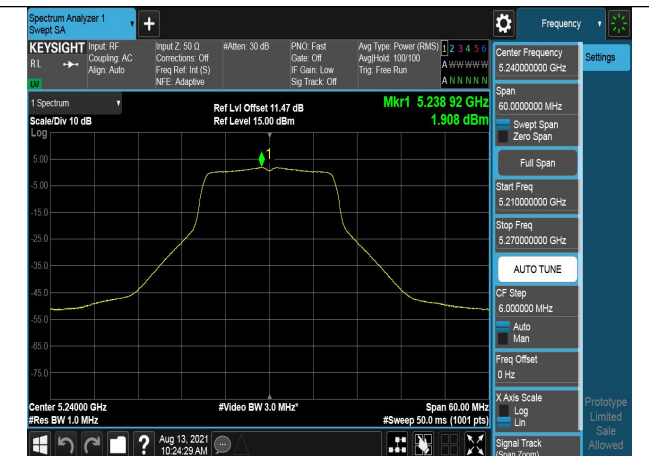 Spectrum Analyzer 1
Swept SA
+
Frequency
KEYSIGHT
RL
LXI
Input: RF
Coupling: AC
Align: Auto
Input Z: 50 Ω
Corrections: Off
Freq Ref: Int (S)
NFE: Adaptive
#Atten: 30 dB
PNO: Fast
Gate: Off
IF Gain: Low
Sig Track: Off
Avg Type: Power (RMS)
Avg|Hold: 100/100
Trig: Free Run
1 2 3 4 5 6
A W W W W W
A N N N N N
1 Spectrum
Scale/Div 10 dB
Ref Lvl Offset 11.47 dB
Ref Level 15.00 dBm
Mkr1 5.238 92 GHz
1.908 dBm
Log
1
5.00
-5.00
-15.0
-25.0
-35.0
-45.0
-55.0
-65.0
-75.0
Center 5.24000 GHz
#Res BW 1.0 MHz
#Video BW 3.0 MHz*
Span 60.00 MHz
#Sweep 50.0 ms (1001 pts)
?
Aug 13, 2021
10:24:29 AM
Center Frequency
5.240000000 GHz
Settings
Span
60.0000000 MHz
Swept Span
Zero Span
Full Span
Start Freq
5.210000000 GHz
Stop Freq
5.270000000 GHz
AUTO TUNE
CF Step
6.000000 MHz
Auto
Man
Freq Offset
0 Hz
X Axis Scale
Log
Lin
Signal Track
(Span Zoom)
Prototype
Limited
Sale
Allowed